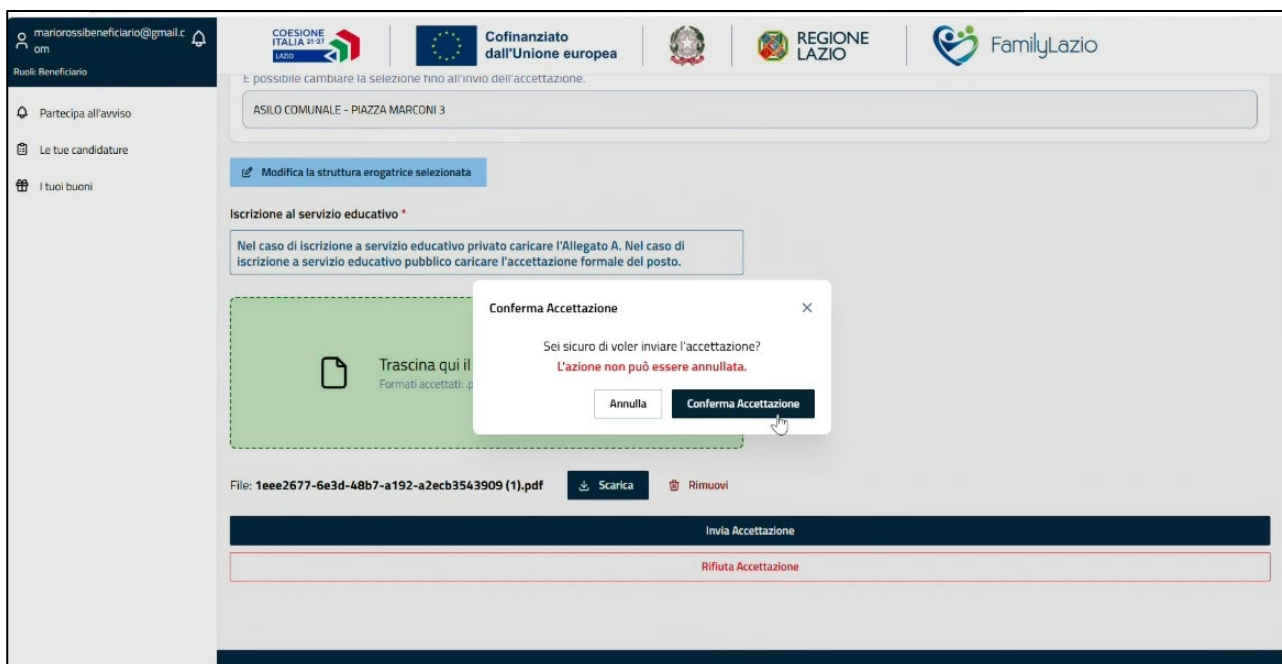 mariorossibeneficiario@gmail.c
om
Ruoli: Beneficiario
Partecipa all'avviso
Le tue candidature
I tuoi buoni
COESIONE
ITALIA 21-27
LAZIO
Cofinanziato
dall'Unione europea
REGIONE
LAZIO
FamilyLazio
È possibile cambiare la selezione fino all'invio dell'accettazione.
ASILO COMUNALE - PIAZZA MARCONI 3
Modifica la struttura erogatrice selezionata
Iscrizione al servizio educativo *
Nel caso di iscrizione a servizio educativo privato caricare l'Allegato A. Nel caso di
iscrizione a servizio educativo pubblico caricare l'accettazione formale del posto.
Trascina qui il
Formati accettati: .p
Conferma Accettazione
Sei sicuro di voler inviare l'accettazione?
L'azione non può essere annullata.
Annulla
Conferma Accettazione
File: 1eee2677-6e3d-48b7-a192-a2ecb3543909 (1).pdf
Scarica
Rimuovi
Invia Accettazione
Rifiuta Accettazione